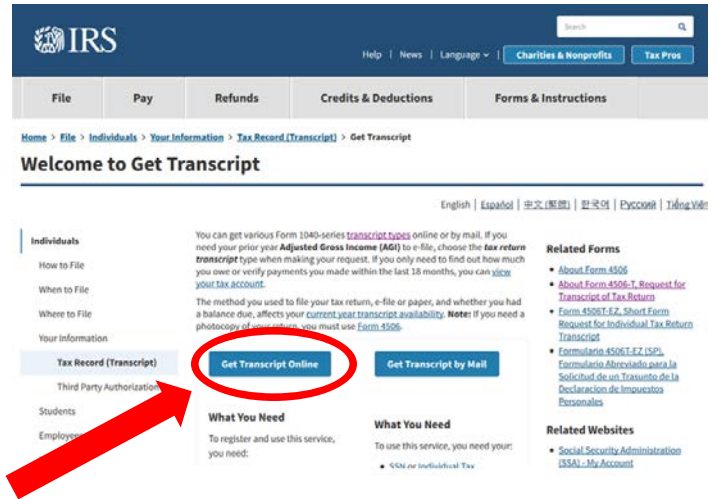 IRS
Search
Help | News | Language | Charities & Nonprofits Tax Pros
File Pay Refunds Credits & Deductions Forms & Instructions
Home > File > Individuals > Your Information > Tax Record (Transcript) > Get Transcript
Welcome to Get Transcript
English | Español | 中文 (繁體) | 한국어 | Русский | Tiếng Việt
Individuals
How to File
When to File
Where to File
Your Information
Tax Record (Transcript)
Third Party Authorization
Students
Employees
You can get various Form 1040-series transcript types online or by mail. If you
need your prior year Adjusted Gross Income (AGI) to e-file, choose the tax return
transcript type when making your request. If you only need to find out how much
you owe or verify payments you made within the last 18 months, you can view
your tax account.
The method you used to file your tax return, e-file or paper, and whether you had
a balance due, affects your current year transcript availability. Note: If you need a
photocopy of your return, you must use Form 4506.
Get Transcript Online
Get Transcript by Mail
What You Need
To register and use this service,
you need:
What You Need
To use this service, you need your:
• SSN or Individual Tax
Related Forms
• About Form 4506
• About Form 4506-T, Request for
Transcript of Tax
Return
• Form 4506T-EZ, Short Form
Request for Individual Tax Return
Transcript
• Formulario 4506T-EZ (SP),
Formulario Abreviado para la
Solicitud de un Trasunto de la
Declaracion de Impuestos
Personales
Related Websites
• Social Security Administration
(SSA) - My Account